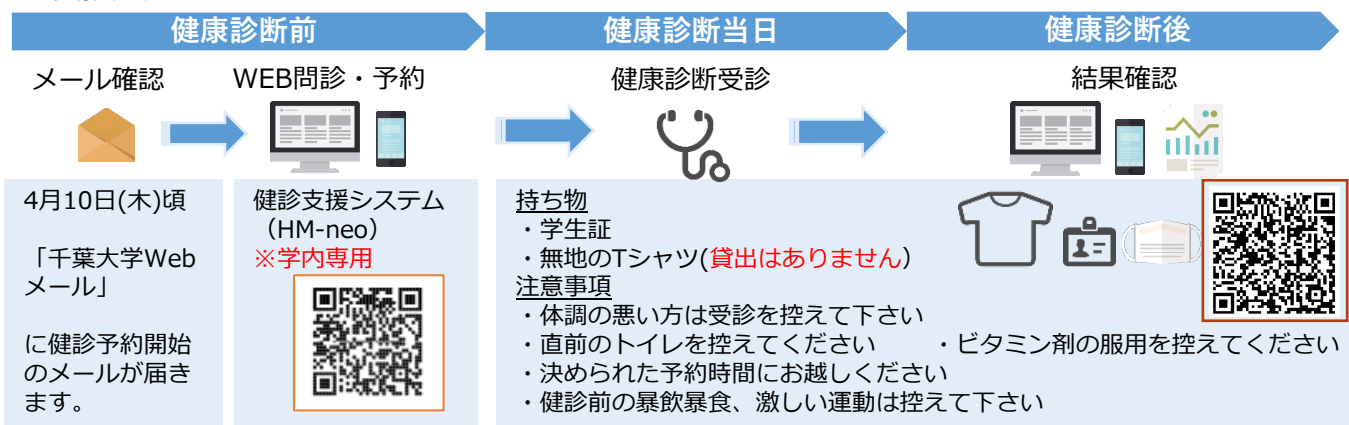 健康診断前
健康診断当日
健康診断後
メール確認
WEB問診・予約
健康診断受診
結果確認
4月10日(木)頃
「千葉大学Web
メール」
に健診予約開始
のメールが届き
ます。
健診支援システム
（HM-neo）
※学内専用
持ち物
・学生証
・無地のTシャツ(貸出はありません)
注意事項
・体調の悪い方は受診を控えて下さい
・直前のトイレを控えてください　　・ビタミン剤の服用を控えてください
・決められた予約時間にお越しください
・健診前の暴飲暴食、激しい運動は控えて下さい